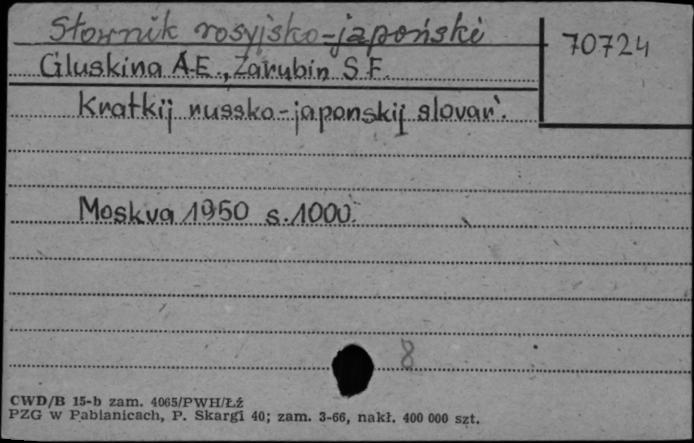 Słownik rosyjsko-japoński
70724
Gluskina A.E., Zarubin S.F.
Kratkij russko-japonskij slovar'.
Moskva 1950 s.1000.
8
CWD/B 15-b zam. 4065/PWH/Łź
PZG w Pabianicach, P. Skargi 40; zam. 3-66, nakł. 400 000 szt.